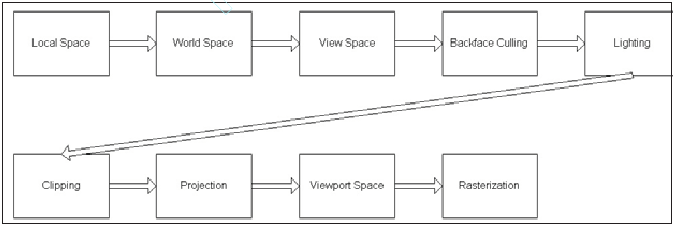 Local Space
World Space
View Space
Backface Culling
Lighting
Clipping
Projection
Viewport Space
Rasterization